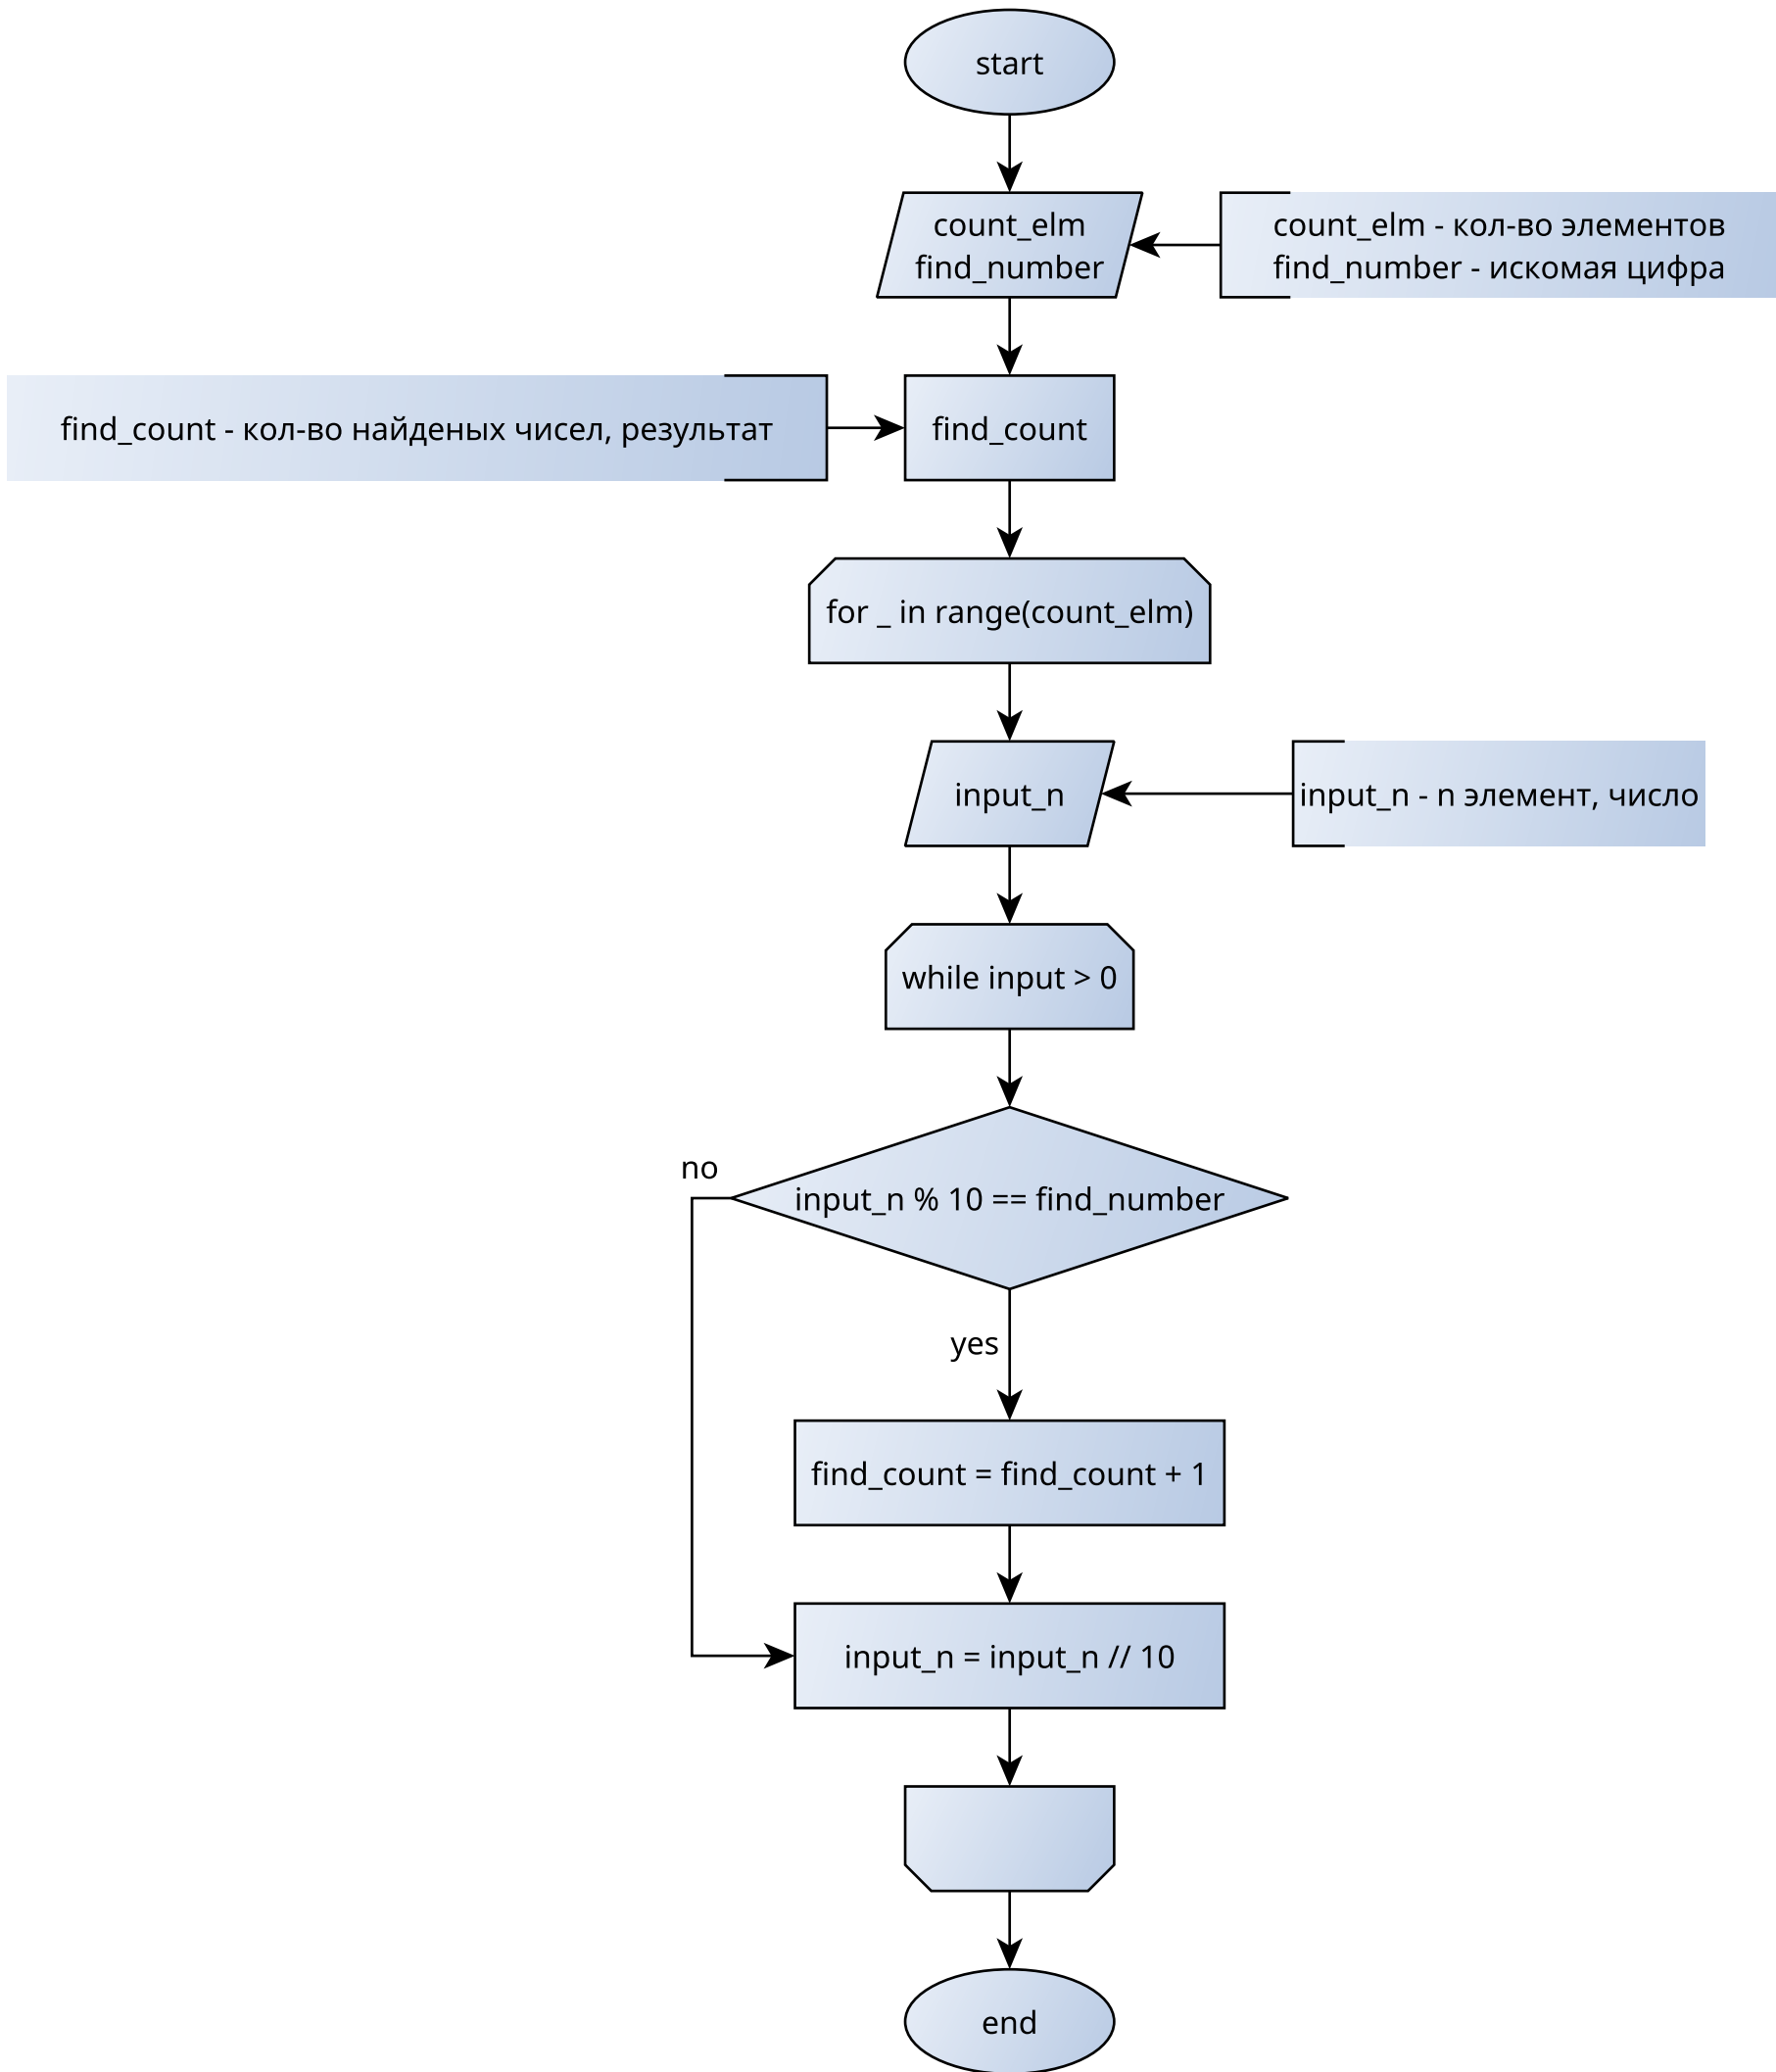 start
count_elm
find_number
count_elm - кол-во элементов
find_number - искомая цифра
find_count - кол-во найденых чисел, результат
find_count
for _ in range(count_elm)
input_n
input_n - n элемент, число
while input > 0
no
input_n % 10 == find_number
yes
find_count = find_count + 1
input_n = input_n // 10
end